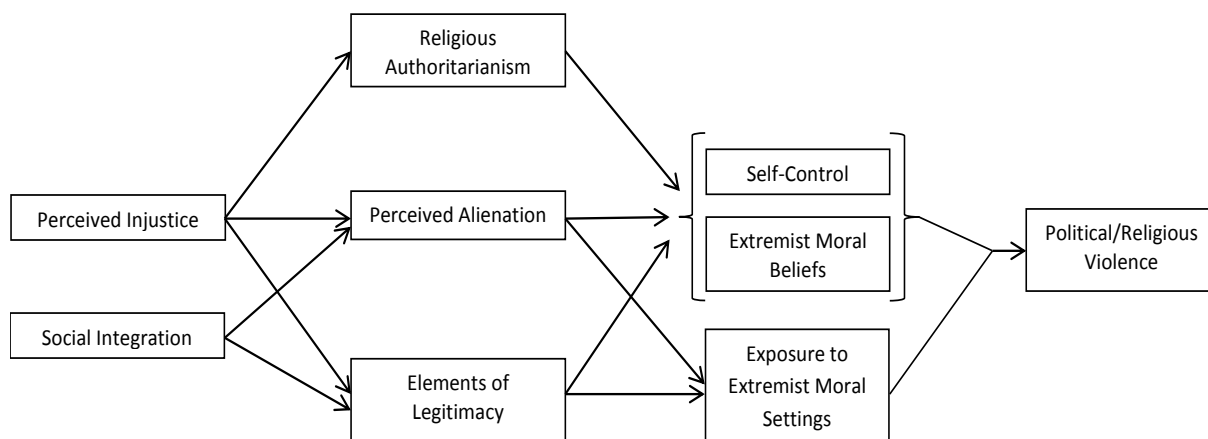 Religious
Authoritarianism
Self-Control
Perceived Injustice
Perceived Alienation
Extremist Moral
Beliefs
Political/Religious
Violence
Social Integration
Elements of
Legitimacy
Exposure to
Extremist Moral
Settings